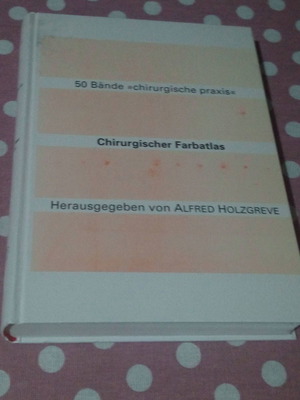 50 Bände »chirurgische praxis«
Chirurgischer Farbatlas
Herausgegeben von ALFRED HOLZGREVE